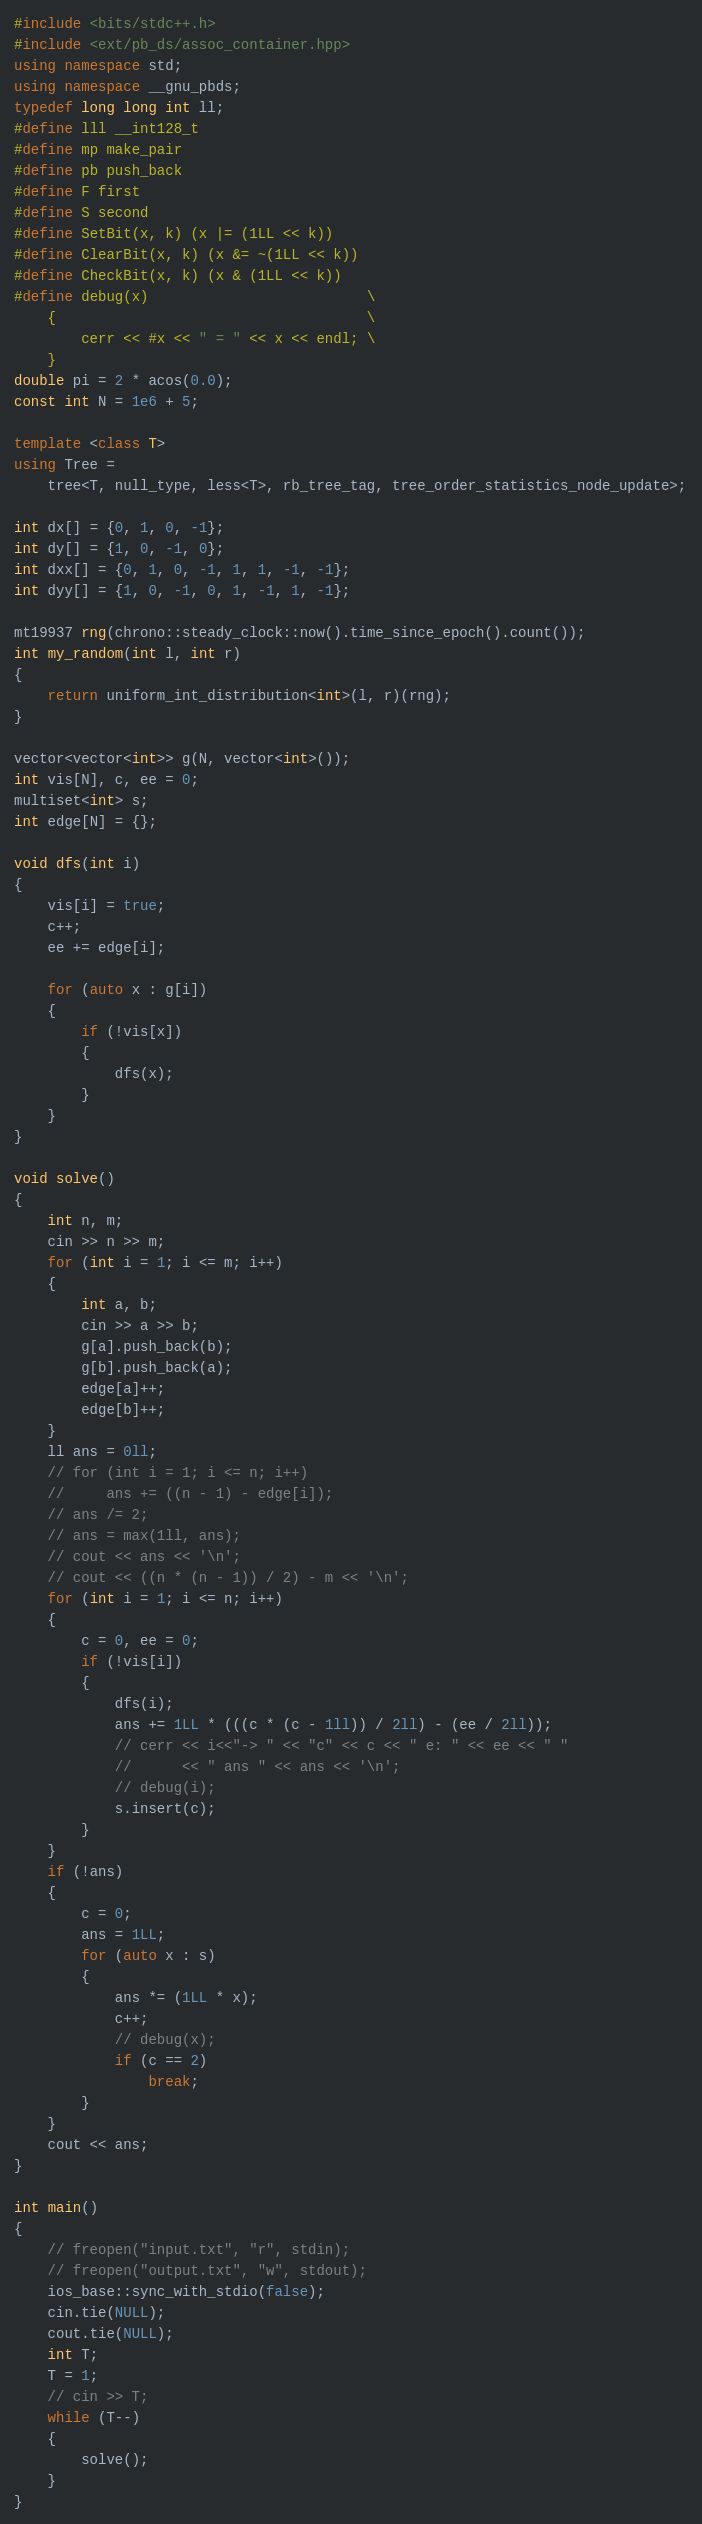 #include <bits/stdc++.h>
#include <ext/pb_ds/assoc_container.hpp>
using namespace std;
using namespace __gnu_pbds;
typedef long long int ll;
#define lll __int128_t
#define mp make_pair
#define pb push_back
#define F first
#define S second
#define SetBit(x, k) (x |= (1LL << k))
#define ClearBit(x, k) (x &= ~(1LL << k))
#define CheckBit(x, k) (x & (1LL << k))
#define debug(x)                          \
    {                                     \
        cerr << #x << " = " << x << endl; \
    }
double pi = 2 * acos(0.0);
const int N = 1e6 + 5;

template <class T>
using Tree =
    tree<T, null_type, less<T>, rb_tree_tag, tree_order_statistics_node_update>;

int dx[] = {0, 1, 0, -1};
int dy[] = {1, 0, -1, 0};
int dxx[] = {0, 1, 0, -1, 1, 1, -1, -1};
int dyy[] = {1, 0, -1, 0, 1, -1, 1, -1};

mt19937 rng(chrono::steady_clock::now().time_since_epoch().count());
int my_random(int l, int r)
{
    return uniform_int_distribution<int>(l, r)(rng);
}

vector<vector<int>> g(N, vector<int>());
int vis[N], c, ee = 0;
multiset<int> s;
int edge[N] = {};

void dfs(int i)
{
    vis[i] = true;
    c++;
    ee += edge[i];

    for (auto x : g[i])
    {
        if (!vis[x])
        {
            dfs(x);
        }
    }
}

void solve()
{
    int n, m;
    cin >> n >> m;
    for (int i = 1; i <= m; i++)
    {
        int a, b;
        cin >> a >> b;
        g[a].push_back(b);
        g[b].push_back(a);
        edge[a]++;
        edge[b]++;
    }
    ll ans = 0ll;
    // for (int i = 1; i <= n; i++)
    //     ans += ((n - 1) - edge[i]);
    // ans /= 2;
    // ans = max(1ll, ans);
    // cout << ans << '\n';
    // cout << ((n * (n - 1)) / 2) - m << '\n';
    for (int i = 1; i <= n; i++)
    {
        c = 0, ee = 0;
        if (!vis[i])
        {
            dfs(i);
            ans += 1LL * (((c * (c - 1ll)) / 2ll) - (ee / 2ll));
            // cerr << i<<"-> " << "c" << c << " e: " << ee << " "
            //      << " ans " << ans << '\n';
            // debug(i);
            s.insert(c);
        }
    }
    if (!ans)
    {
        c = 0;
        ans = 1LL;
        for (auto x : s)
        {
            ans *= (1LL * x);
            c++;
            // debug(x);
            if (c == 2)
                break;
        }
    }
    cout << ans;
}

int main()
{
    // freopen("input.txt", "r", stdin);
    // freopen("output.txt", "w", stdout);
    ios_base::sync_with_stdio(false);
    cin.tie(NULL);
    cout.tie(NULL);
    int T;
    T = 1;
    // cin >> T;
    while (T--)
    {
        solve();
    }
}